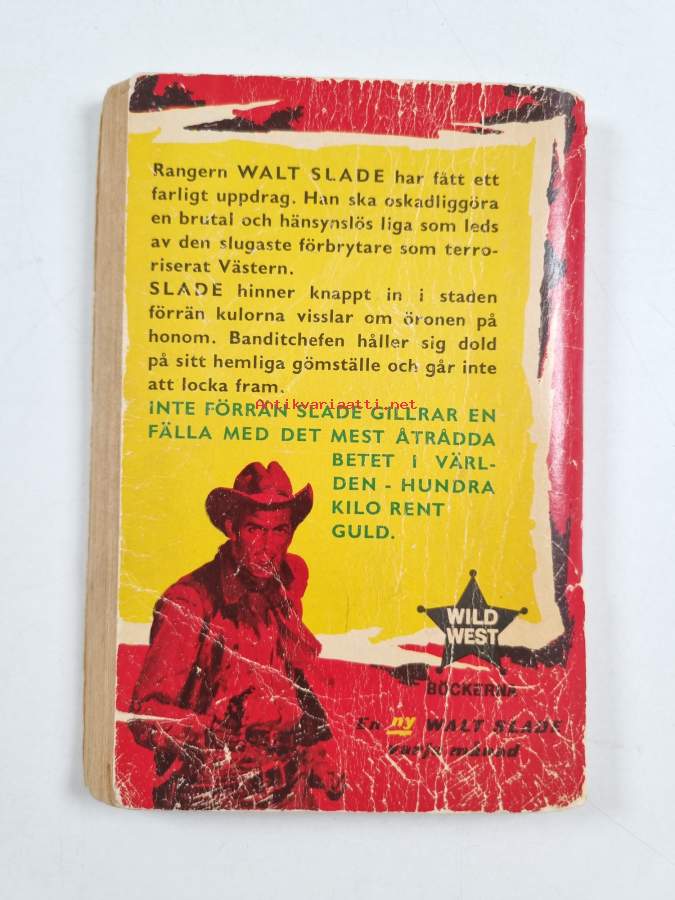 Rangern WALT SLADE har fått ett
farligt uppdrag. Han ska oskadliggöra
en brutal och hänsynslös liga som leds
av den slugaste förbrytare som terro-
riserat Västern.
SLADE hinner knappt in i staden
förrän kulorna visslar om öronen på
honom. Banditchefen håller sig dold
på sitt hemliga gömställe och går inte
att locka fram.
Antikvariaatti.net
INTE FÖRRÄN SLADE GILLRAR EN
FÄLLA MED DET MEST ÅTRÅDDA
BETET I VÄRL-
DEN - HUNDRA
KILO RENT
GULD.
WILD
WEST
BÖCKERNA
En ny WALT SLADE
varje månad